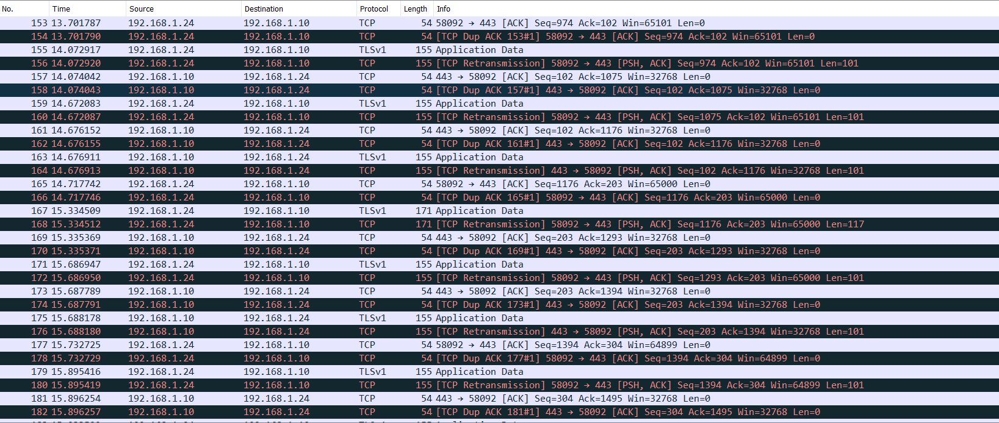 No. Time Source Destination Protocol Length Info
153 13.701787 192.168.1.24 192.168.1.10 TCP 54 58092 → 443 [ACK] Seq=974 Ack=102 Win=65101 Len=0
154 13.701790 192.168.1.24 192.168.1.10 TCP 54 [TCP Dup ACK 153#1] 58092 → 443 [ACK] Seq=974 Ack=102 Win=65101 Len=0
155 14.072917 192.168.1.24 192.168.1.10 TLSv1 155 Application Data
156 14.072920 192.168.1.24 192.168.1.10 TCP 155 [TCP Retransmission] 58092 → 443 [PSH, ACK] Seq=974 Ack=102 Win=65101 Len=101
157 14.074042 192.168.1.10 192.168.1.24 TCP 54 443 → 58092 [ACK] Seq=102 Ack=1075 Win=32768 Len=0
158 14.074043 192.168.1.10 192.168.1.24 TCP 54 [TCP Dup ACK 157#1] 443 → 58092 [ACK] Seq=102 Ack=1075 Win=32768 Len=0
159 14.672083 192.168.1.24 192.168.1.10 TLSv1 155 Application Data
160 14.672087 192.168.1.24 192.168.1.10 TCP 155 [TCP Retransmission] 58092 → 443 [PSH, ACK] Seq=1075 Ack=102 Win=65101 Len=101
161 14.676152 192.168.1.10 192.168.1.24 TCP 54 443 → 58092 [ACK] Seq=102 Ack=1176 Win=32768 Len=0
162 14.676155 192.168.1.10 192.168.1.24 TCP 54 [TCP Dup ACK 161#1] 443 → 58092 [ACK] Seq=102 Ack=1176 Win=32768 Len=0
163 14.676911 192.168.1.10 192.168.1.24 TLSv1 155 Application Data
164 14.676913 192.168.1.10 192.168.1.24 TCP 155 [TCP Retransmission] 443 → 58092 [PSH, ACK] Seq=102 Ack=1176 Win=32768 Len=101
165 14.717742 192.168.1.24 192.168.1.10 TCP 54 58092 → 443 [ACK] Seq=1176 Ack=203 Win=65000 Len=0
166 14.717746 192.168.1.24 192.168.1.10 TCP 54 [TCP Dup ACK 165#1] 58092 → 443 [ACK] Seq=1176 Ack=203 Win=65000 Len=0
167 15.334509 192.168.1.24 192.168.1.10 TLSv1 171 Application Data
168 15.334512 192.168.1.24 192.168.1.10 TCP 171 [TCP Retransmission] 58092 → 443 [PSH, ACK] Seq=1176 Ack=203 Win=65000 Len=117
169 15.335369 192.168.1.10 192.168.1.24 TCP 54 443 → 58092 [ACK] Seq=203 Ack=1293 Win=32768 Len=0
170 15.335371 192.168.1.10 192.168.1.24 TCP 54 [TCP Dup ACK 169#1] 443 → 58092 [ACK] Seq=203 Ack=1293 Win=32768 Len=0
171 15.686947 192.168.1.24 192.168.1.10 TLSv1 155 Application Data
172 15.686950 192.168.1.24 192.168.1.10 TCP 155 [TCP Retransmission] 58092 → 443 [PSH, ACK] Seq=1293 Ack=203 Win=65000 Len=101
173 15.687789 192.168.1.10 192.168.1.24 TCP 54 443 → 58092 [ACK] Seq=203 Ack=1394 Win=32768 Len=0
174 15.687791 192.168.1.10 192.168.1.24 TCP 54 [TCP Dup ACK 173#1] 443 → 58092 [ACK] Seq=203 Ack=1394 Win=32768 Len=0
175 15.688178 192.168.1.10 192.168.1.24 TLSv1 155 Application Data
176 15.688180 192.168.1.10 192.168.1.24 TCP 155 [TCP Retransmission] 443 → 58092 [PSH, ACK] Seq=203 Ack=1394 Win=32768 Len=101
177 15.732725 192.168.1.24 192.168.1.10 TCP 54 58092 → 443 [ACK] Seq=1394 Ack=304 Win=64899 Len=0
178 15.732729 192.168.1.24 192.168.1.10 TCP 54 [TCP Dup ACK 177#1] 58092 → 443 [ACK] Seq=1394 Ack=304 Win=64899 Len=0
179 15.895416 192.168.1.24 192.168.1.10 TLSv1 155 Application Data
180 15.895419 192.168.1.24 192.168.1.10 TCP 155 [TCP Retransmission] 58092 → 443 [PSH, ACK] Seq=1394 Ack=304 Win=64899 Len=101
181 15.896254 192.168.1.10 192.168.1.24 TCP 54 443 → 58092 [ACK] Seq=304 Ack=1495 Win=32768 Len=0
182 15.896257 192.168.1.10 192.168.1.24 TCP 54 [TCP Dup ACK 181#1] 443 → 58092 [ACK] Seq=304 Ack=1495 Win=32768 Len=0